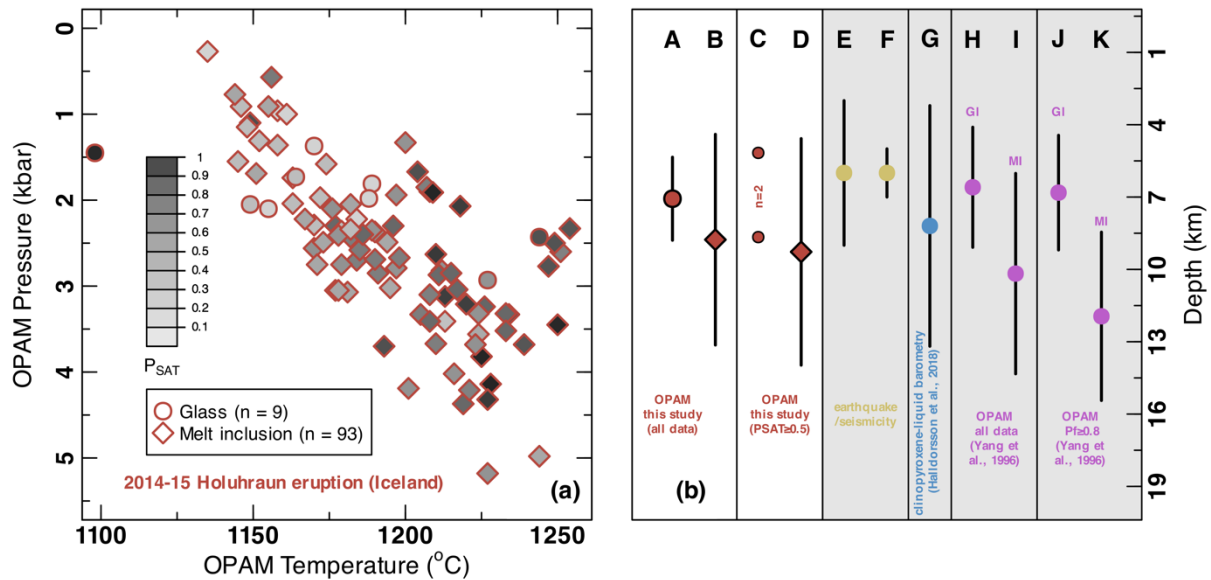 0
1
2
3
4
5
OPAM Pressure (kbar)
1
0.9
0.8
0.7
0.6
0.5
0.4
0.3
0.2
0.1
PSAT
Glass (n = 9)
Melt inclusion (n = 93)
2014-15 Holuhraun eruption (Iceland)
(a)
1100
1150
1200
1250
OPAM Temperature (°C)
A
B
C
D
E
F
G
H
I
J
K
n=2
GI
MI
GI
MI
OPAM
this study
(all data)
OPAM
this study
(PSAT≥0.5)
earthquake
/seismicity
clinopyroxene-liquid barometry
(Halldorsson et al., 2018)
OPAM
all data
(Yang et
al., 1996)
OPAM
Pf≥0.8
(Yang et
al., 1996)
(b)
1
4
7
10
13
16
19
Depth (km)